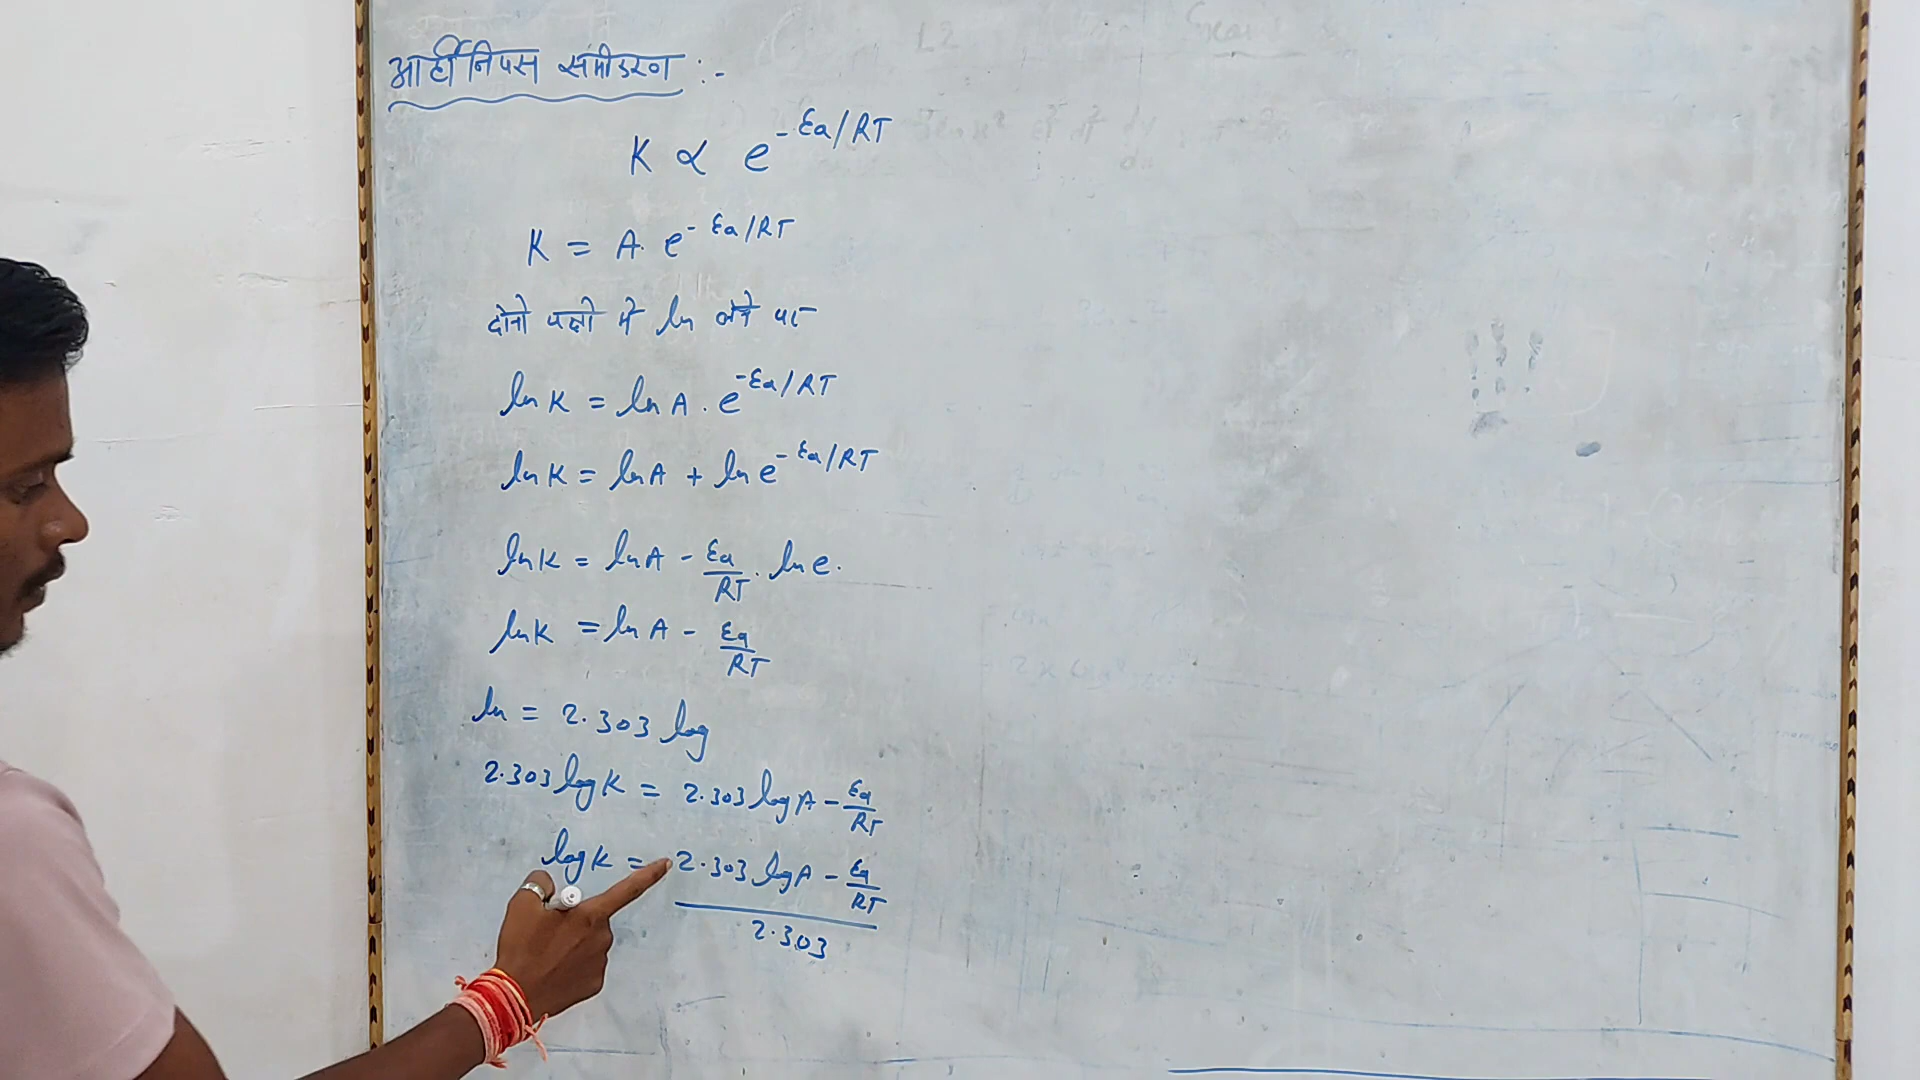 आर्हीनियस समीकरण :-
K ∝ e^{-Ea/RT}
K = A. e^{-Ea/RT}
दोनो पक्षो में ln लेने पर
ln K = ln A . e^{-Ea/RT}
ln K = ln A + ln e^{-Ea/RT}
ln K = ln A - Ea/RT . ln e.
ln K = ln A - Ea/RT
ln = 2.303 log
2.303 log K = 2.303 log A - Ea/RT
log K = (2.303 log A - Ea/RT) / 2.303